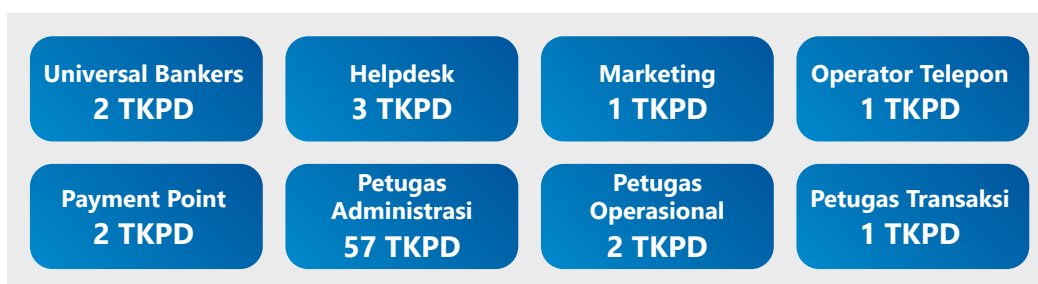 Universal Bankers
2 TKPD
Helpdesk
3 TKPD
Marketing
1 TKPD
Operator Telepon
1 TKPD
Payment Point
2 TKPD
Petugas
Administrasi
57 TKPD
Petugas
Operasional
2 TKPD
Petugas Transaksi
1 TKPD